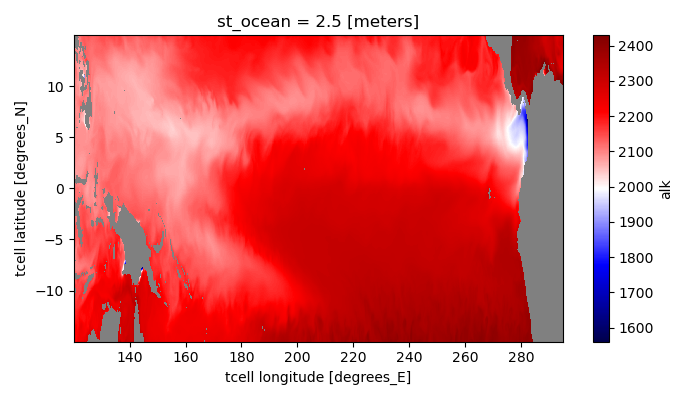 st_ocean = 2.5 [meters]
tcell latitude [degrees_N]
10
5
0
−5
−10
140 160 180 200 220 240 260 280
tcell longitude [degrees_E]
2400
2300
2200
2100
2000
1900
1800
1700
1600
alk